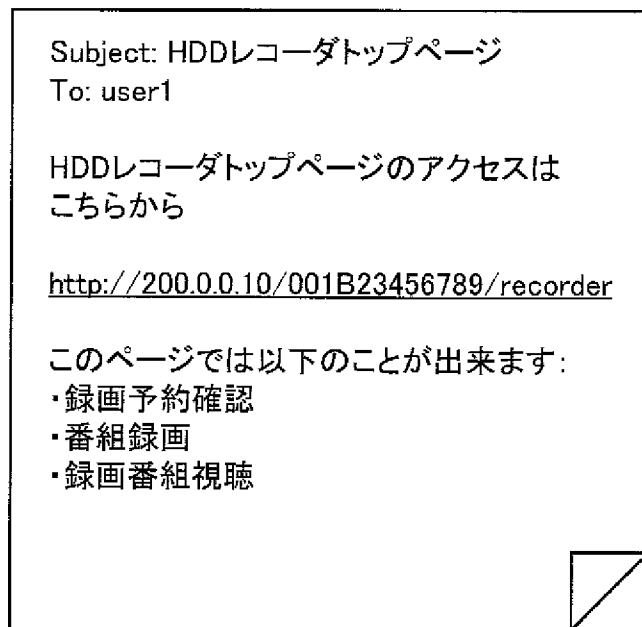 Subject: HDDレコーダトップページ
To: user1
HDDレコーダトップページのアクセスは
こちらから
http://200.0.0.10/001B23456789/recorder
このページでは以下のことが出来ます:
・録画予約確認
・番組録画
・録画番組視聴